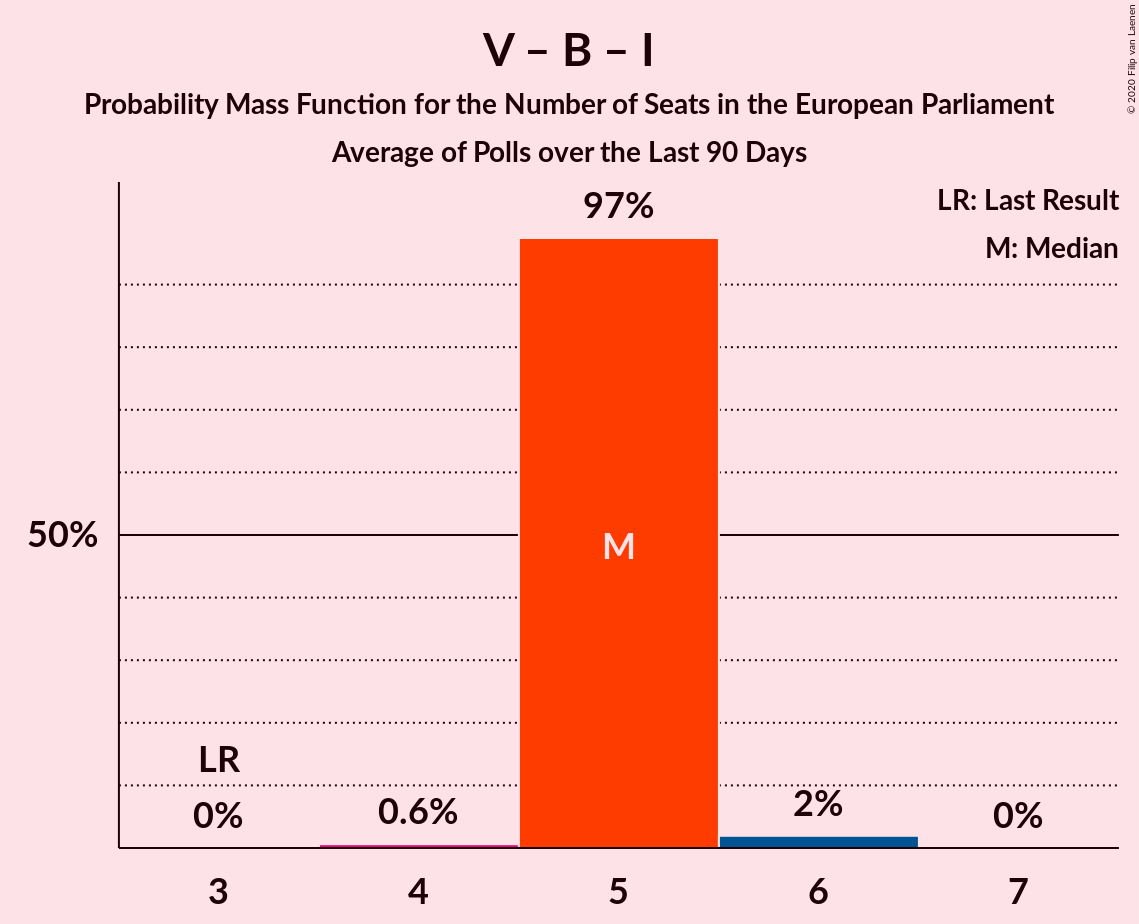 V – B – I
Probability Mass Function for the Number of Seats in the European Parliament
Average of Polls over the Last 90 Days
© 2020 Filip van Laenen
LR: Last Result
M: Median
97%
50%
M
LR
0%
0.6%
2%
0%
3
4
5
6
7